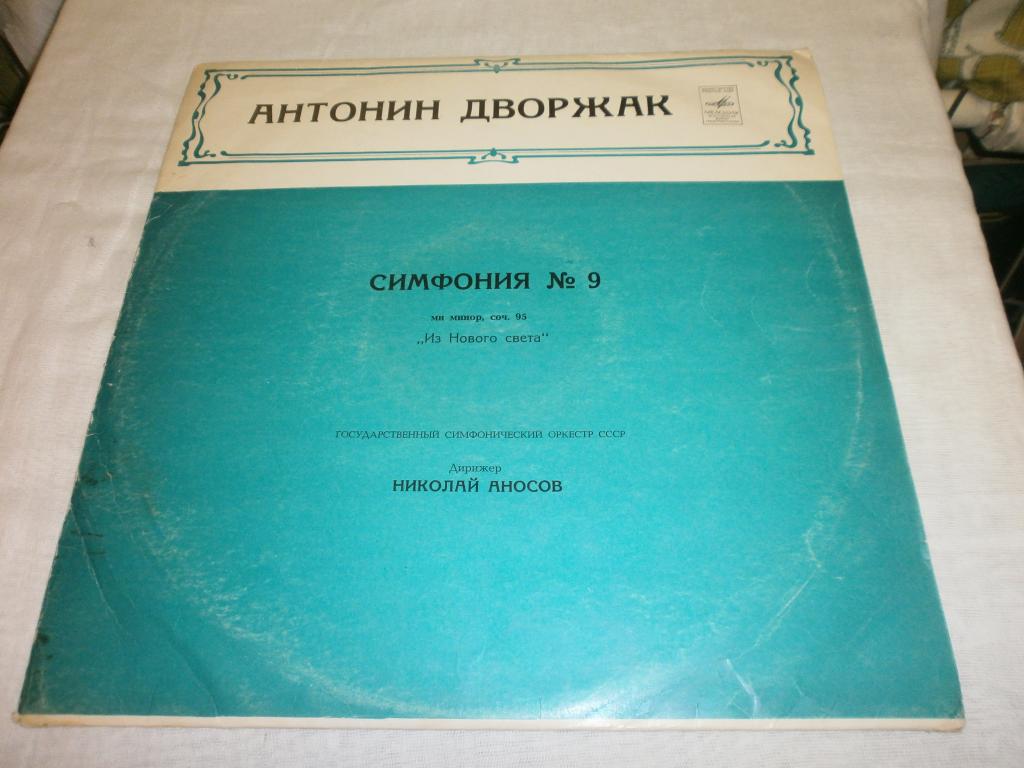 АНТОНИН ДВОРЖАК
СИМФОНИЯ № 9
ми минор, соч. 95
„Из Нового света“
ГОСУДАРСТВЕННЫЙ СИМФОНИЧЕСКИЙ ОРКЕСТР СССР
Дирижер
НИКОЛАЙ АНОСОВ